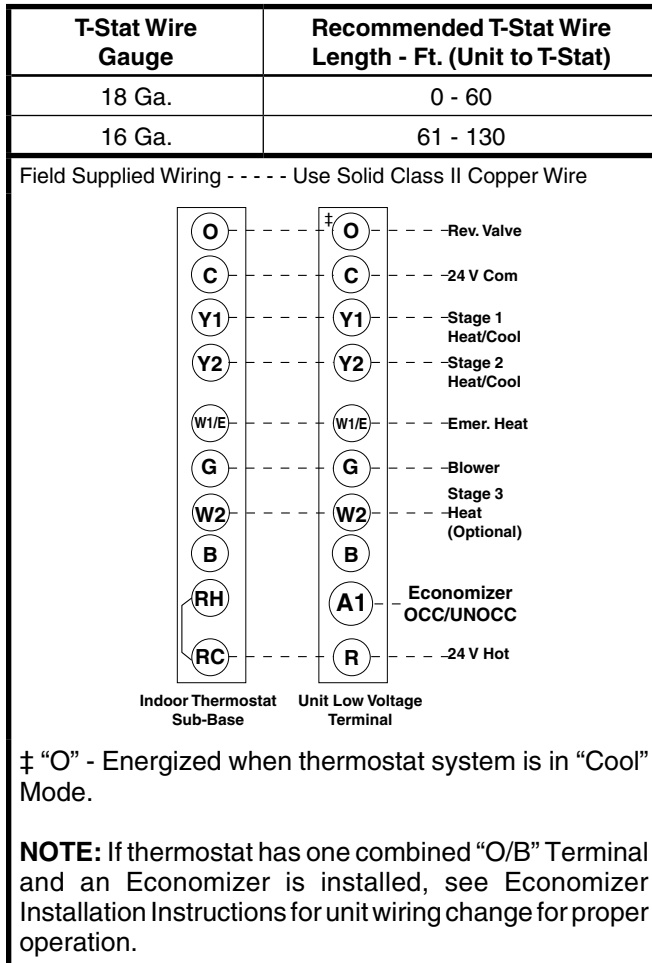 T-Stat Wire Gauge
Recommended T-Stat Wire Length - Ft. (Unit to T-Stat)
18 Ga.
0 - 60
16 Ga.
61 - 130
Field Supplied Wiring - - - - - Use Solid Class II Copper Wire
O
‡
O
Rev. Valve
C
C
24 V Com
Y1
Y1
Stage 1
Heat/Cool
Y2
Y2
Stage 2
Heat/Cool
W1/E
W1/E
Emer. Heat
G
G
Blower
W2
W2
Stage 3
Heat
(Optional)
B
B
RH
A1
Economizer
OCC/UNOCC
RC
R
24 V Hot
Indoor Thermostat
Sub-Base
Unit Low Voltage
Terminal
‡ “O” - Energized when thermostat system is in “Cool”
Mode.
NOTE: If thermostat has one combined “O/B” Terminal
and an Economizer is installed, see Economizer
Installation Instructions for unit wiring change for proper
operation.